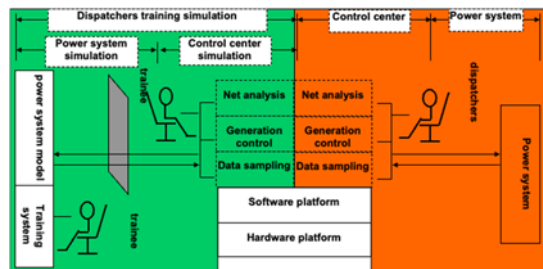 Dispatchers training simulation
Control center
Power system
Power system
simulation
Control center
simulation
trainee
dispatchers
power system model
Net analysis
Net analysis
Generation
control
Generation
control
Data sampling
Data sampling
Power system
Training
system
trainee
Software platform
Hardware platform